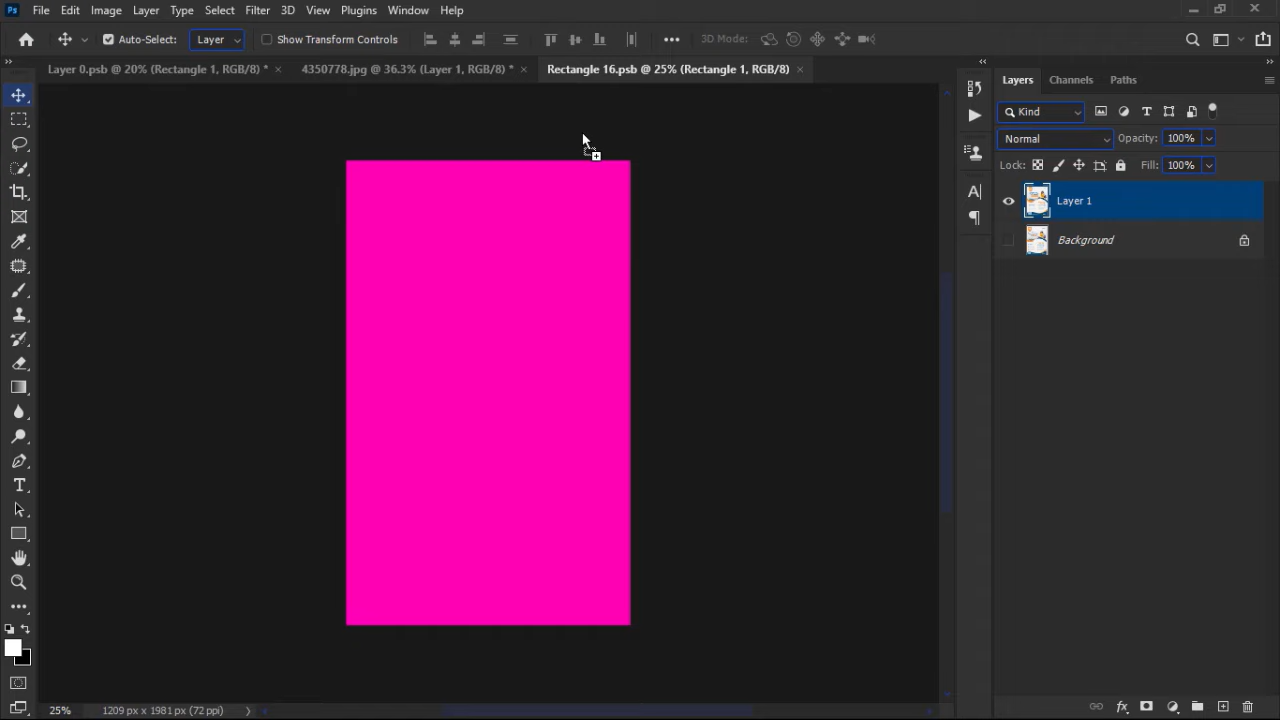 Ps File Edit Image Layer Type Select Filter 3D View Plugins Window Help
Auto-Select: Layer Show Transform Controls 3D Mode:
Layer 0.psb @ 20% (Rectangle 1, RGB/8) * 4350778.jpg @ 36.3% (Layer 1, RGB/8) * Rectangle 16.psb @ 25% (Rectangle 1, RGB/8)
Layers Channels Paths
Kind
Normal Opacity: 100%
Lock: Fill: 100%
Layer 1
Background
25% 1209 px x 1981 px (72 ppi)